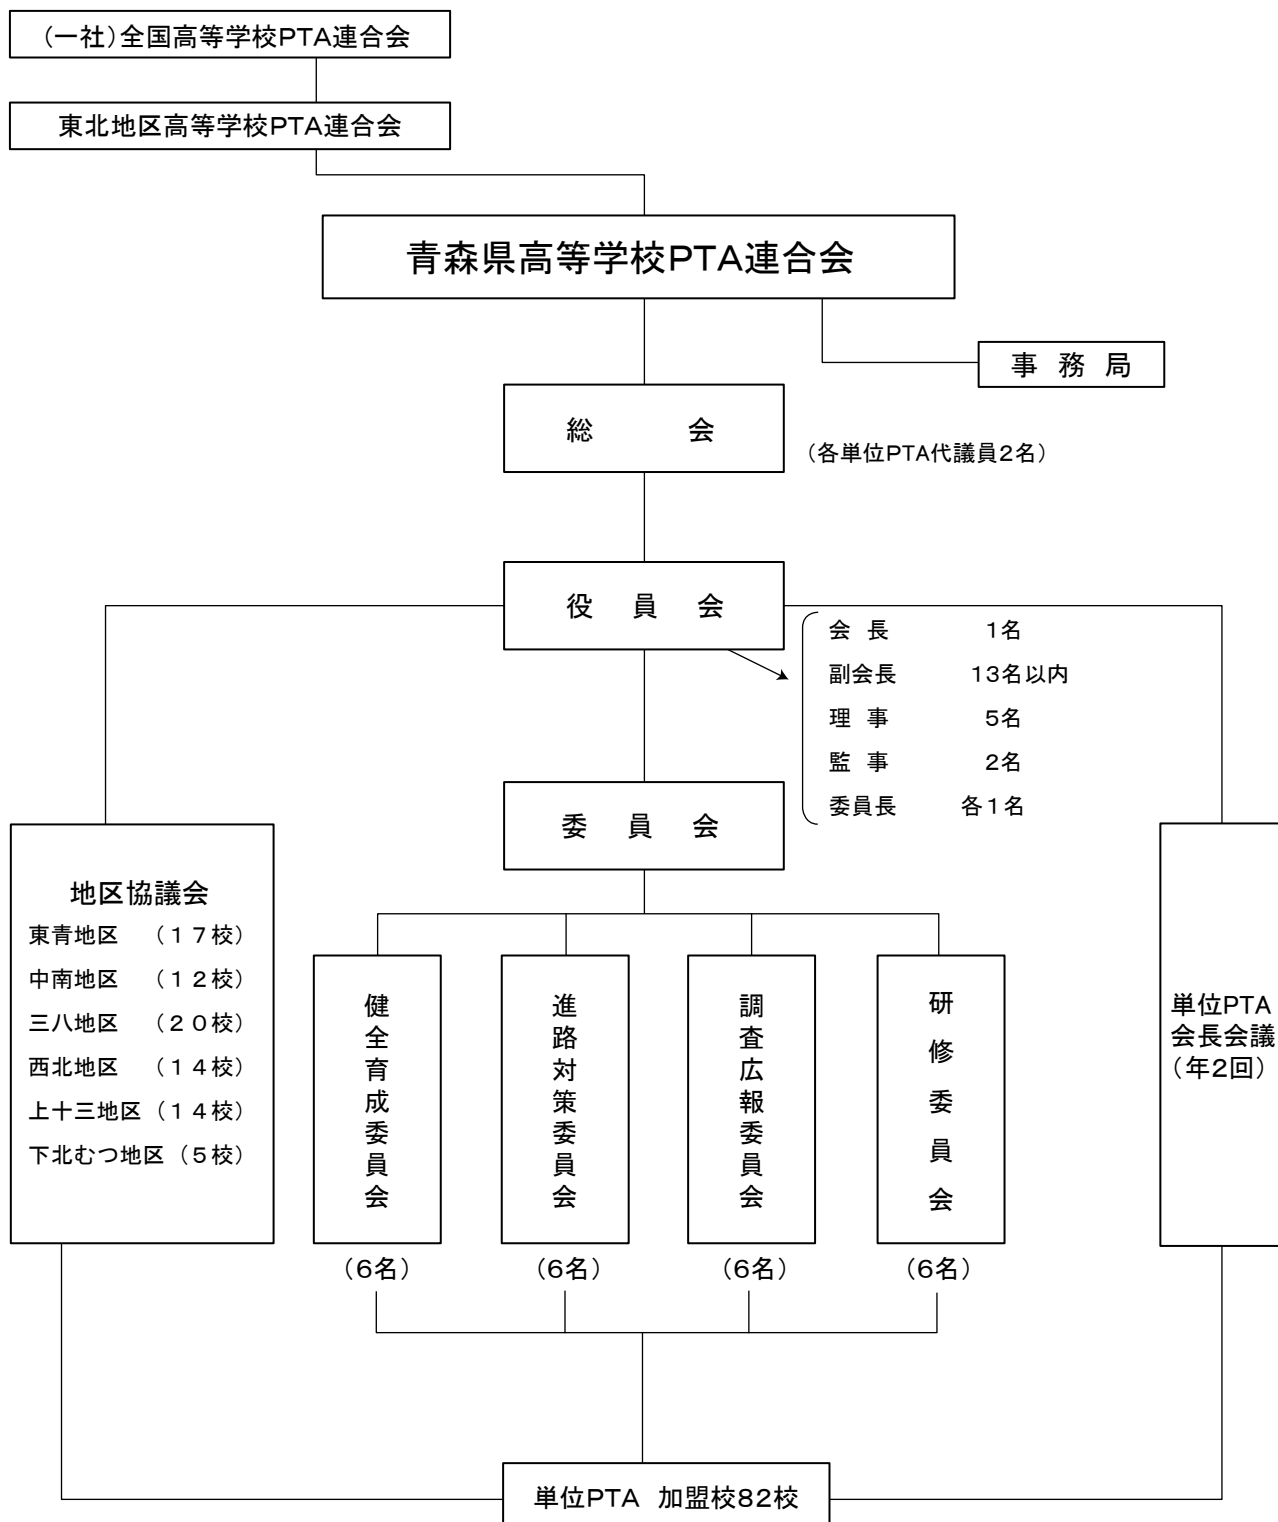 (一社)全国高等学校PTA連合会
東北地区高等学校PTA連合会
青森県高等学校PTA連合会
事 務 局
総 会
（各単位PTA代議員2名）
役 員 会
会 長 1名
副会長 13名以内
理 事 5名
監 事 2名
委員長 各1名
委 員 会
地区協議会
東青地区 （１７校）
中南地区 （１２校）
三八地区 （２０校）
西北地区 （１４校）
上十三地区 （１４校）
下北むつ地区 （５校）
健全育成委員会
進路対策委員会
調査広報委員会
研修委員会
（6名）
（6名）
（6名）
（6名）
単位PTA
会長会議
（年2回）
単位PTA 加盟校82校